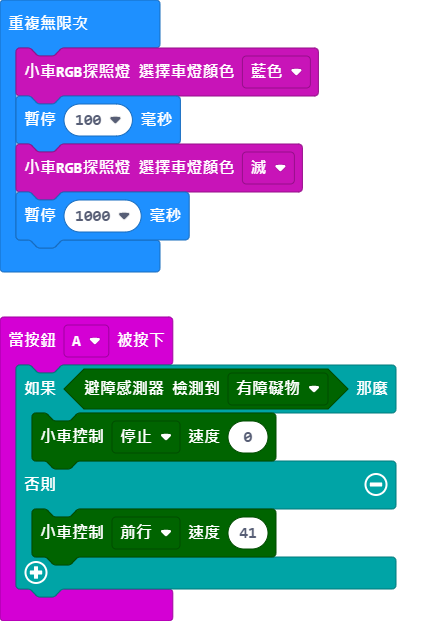 重複無限次
小車RGB探照燈 選擇車燈顏色 藍色
暫停 100 毫秒
小車RGB探照燈 選擇車燈顏色 滅
暫停 1000 毫秒
當按鈕 A 被按下
如果 避障感測器 檢測到 有障礙物 那麼
小車控制 停止 速度 0
否則
小車控制 前行 速度 41